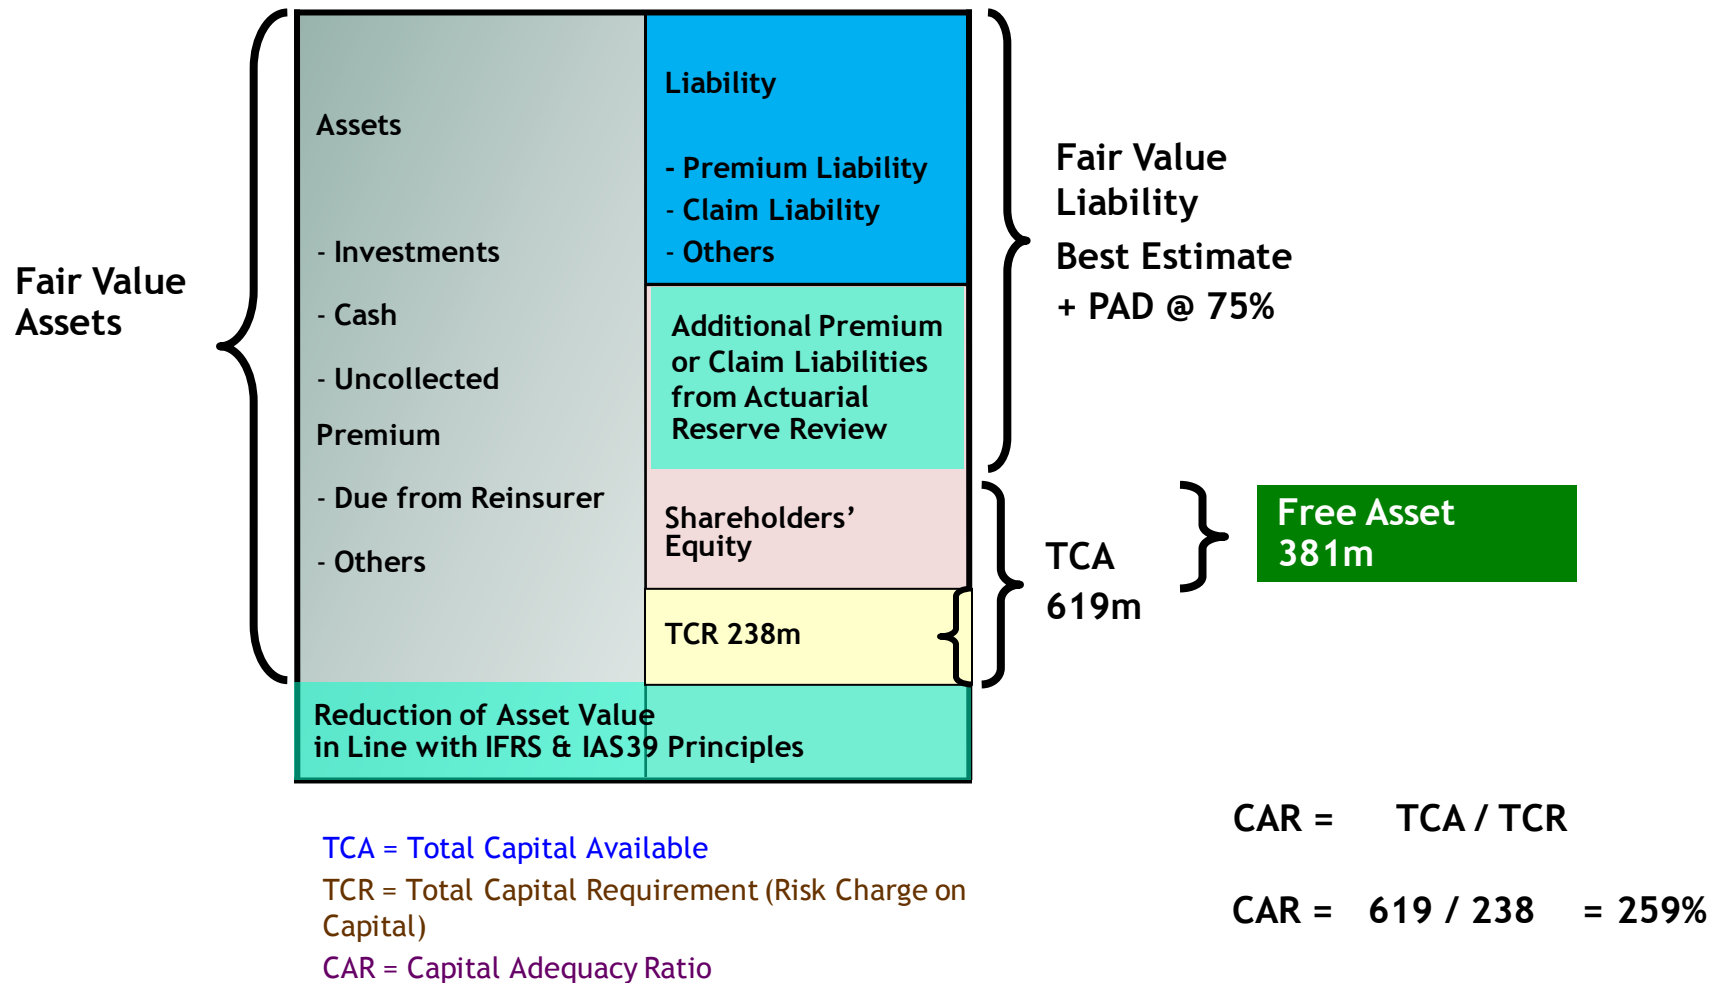 Fair Value
Assets
Assets
- Investments
- Cash
- Uncollected
Premium
- Due from Reinsurer
- Others
Liability
- Premium Liability
- Claim Liability
- Others
Additional Premium
or Claim Liabilities
from Actuarial
Reserve Review
Shareholders’
Equity
TCR 238m
Reduction of Asset Value
in Line with IFRS & IAS39 Principles
Fair Value
Liability
Best Estimate
+ PAD @ 75%
TCA
619m
Free Asset
381m
TCA = Total Capital Available
TCR = Total Capital Requirement (Risk Charge on
Capital)
CAR = Capital Adequacy Ratio
CAR = TCA / TCR
CAR = 619 / 238 = 259%